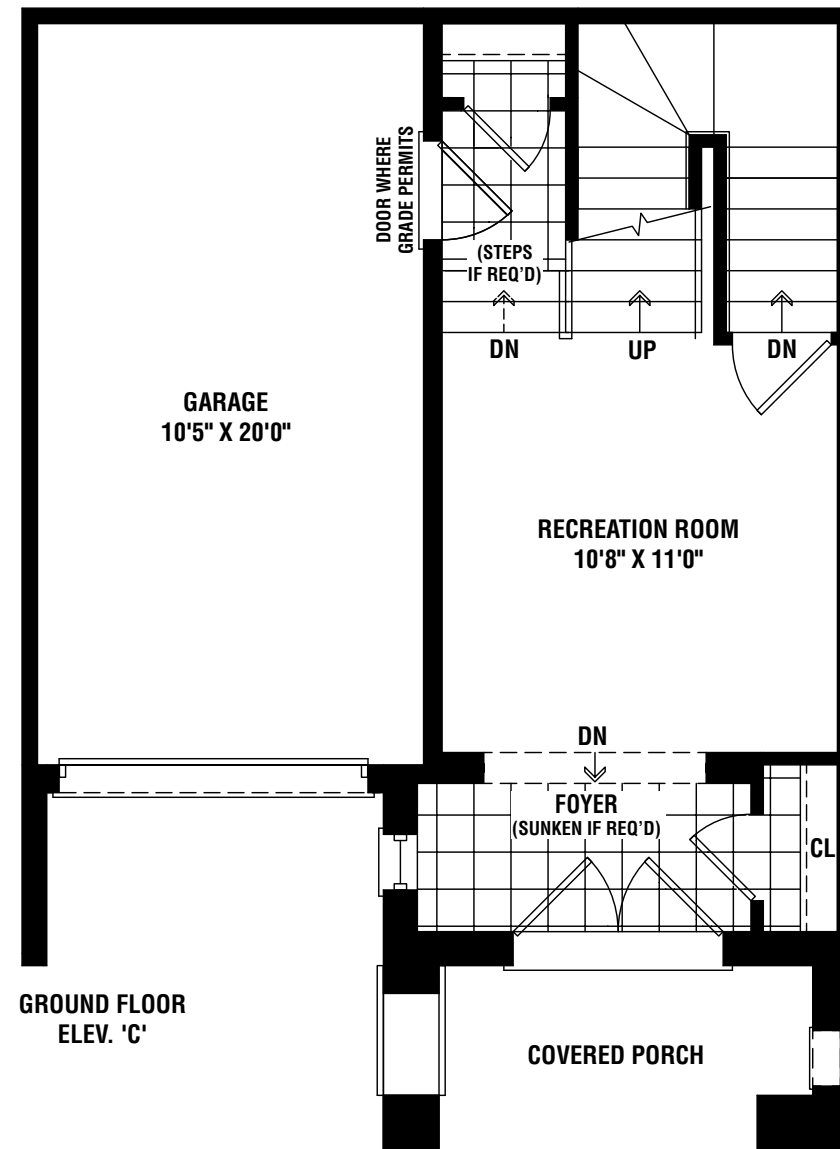 DOOR WHERE
GRADE PERMITS
(STEPS
IF REQ'D)
DN
UP
DN
GARAGE
10'5" X 20'0"
RECREATION ROOM
10'8" X 11'0"
DN
FOYER
(SUNKEN IF REQ'D)
CL
GROUND FLOOR
ELEV. 'C'
COVERED PORCH